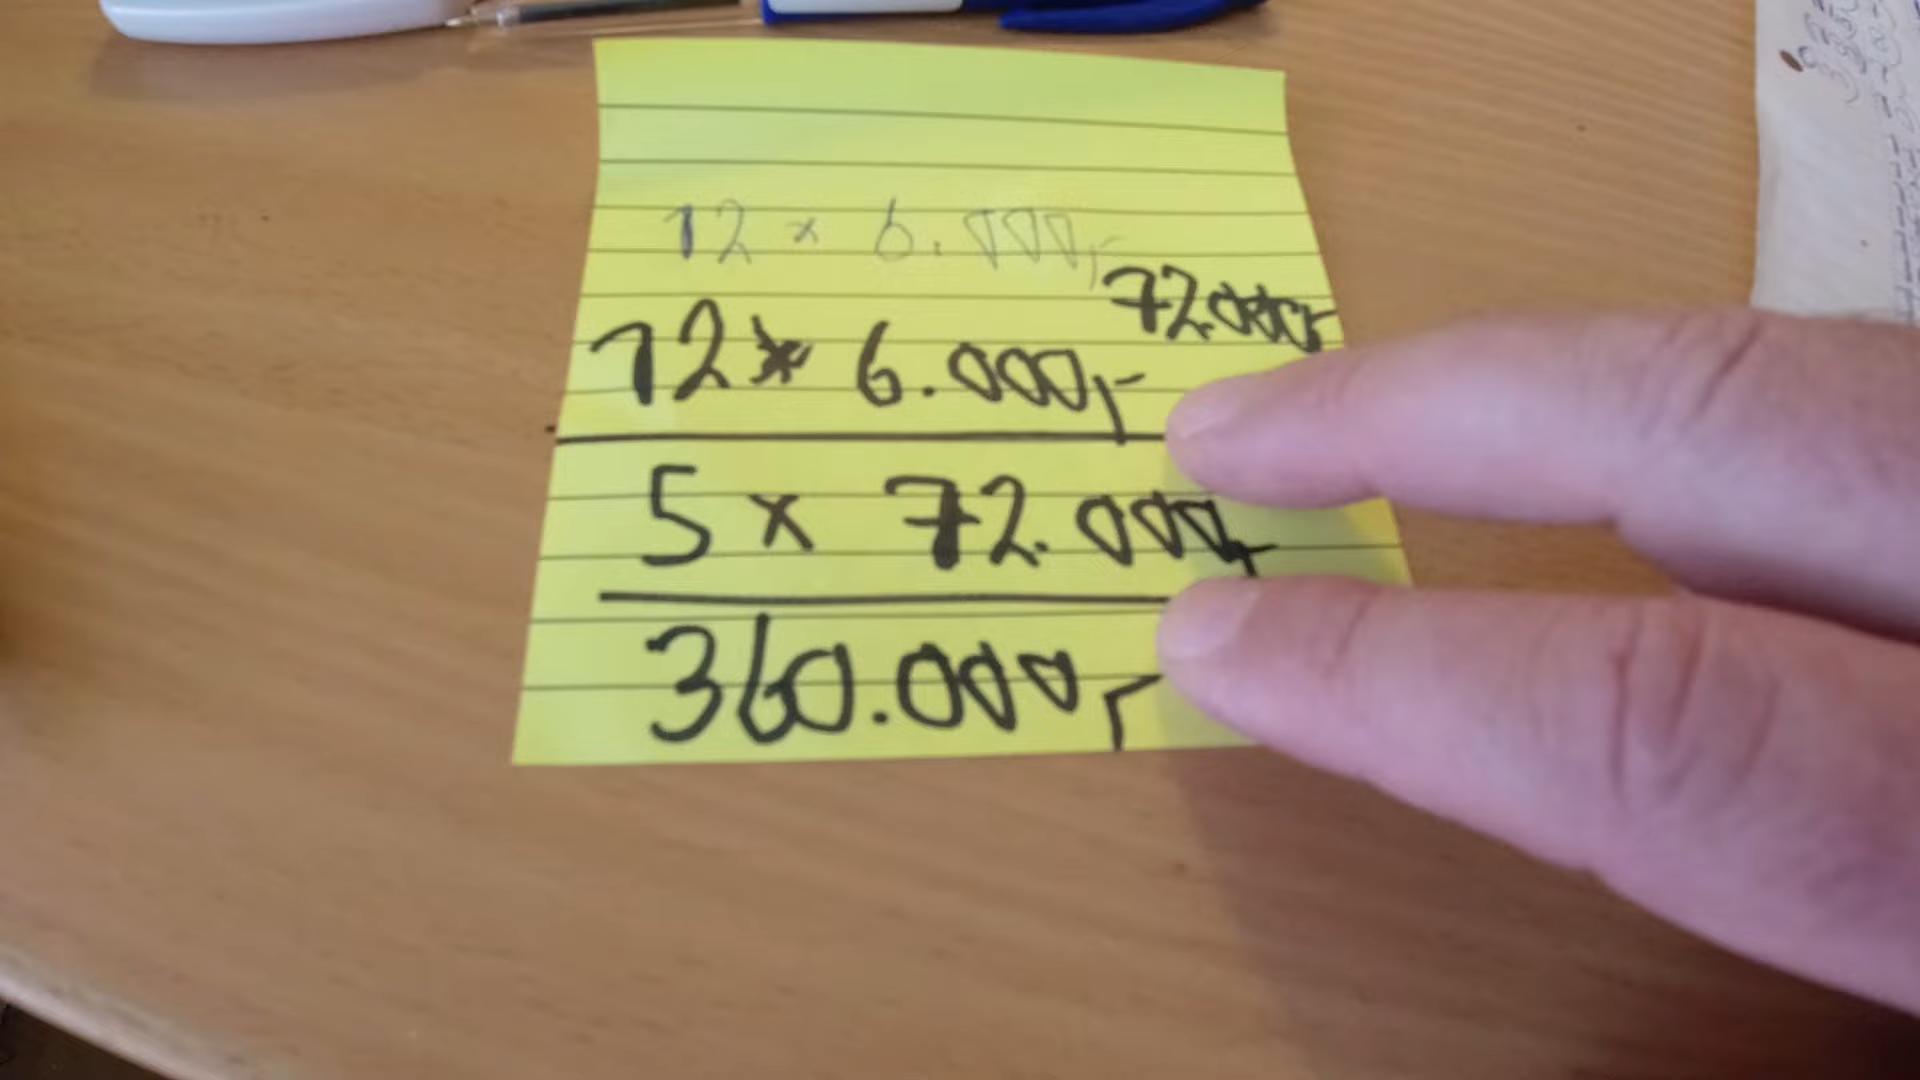 12 x 6.000,-
72.000,-
12 x 6.000,-
5 x 72.000,-
360.000,-